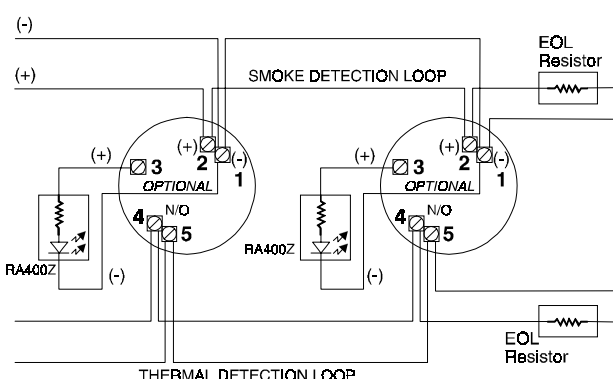 (-)
EOL
Resistor
(+)
SMOKE DETECTION LOOP
(+) 2 (-) 1
(+) 3
OPTIONAL
N/O
4 5
RA400Z
(-)
(+) 2 (-) 1
(+) 3
OPTIONAL
N/O
4 5
RA400Z
(-)
EOL
Resistor
THERMAL DETECTION LOOP